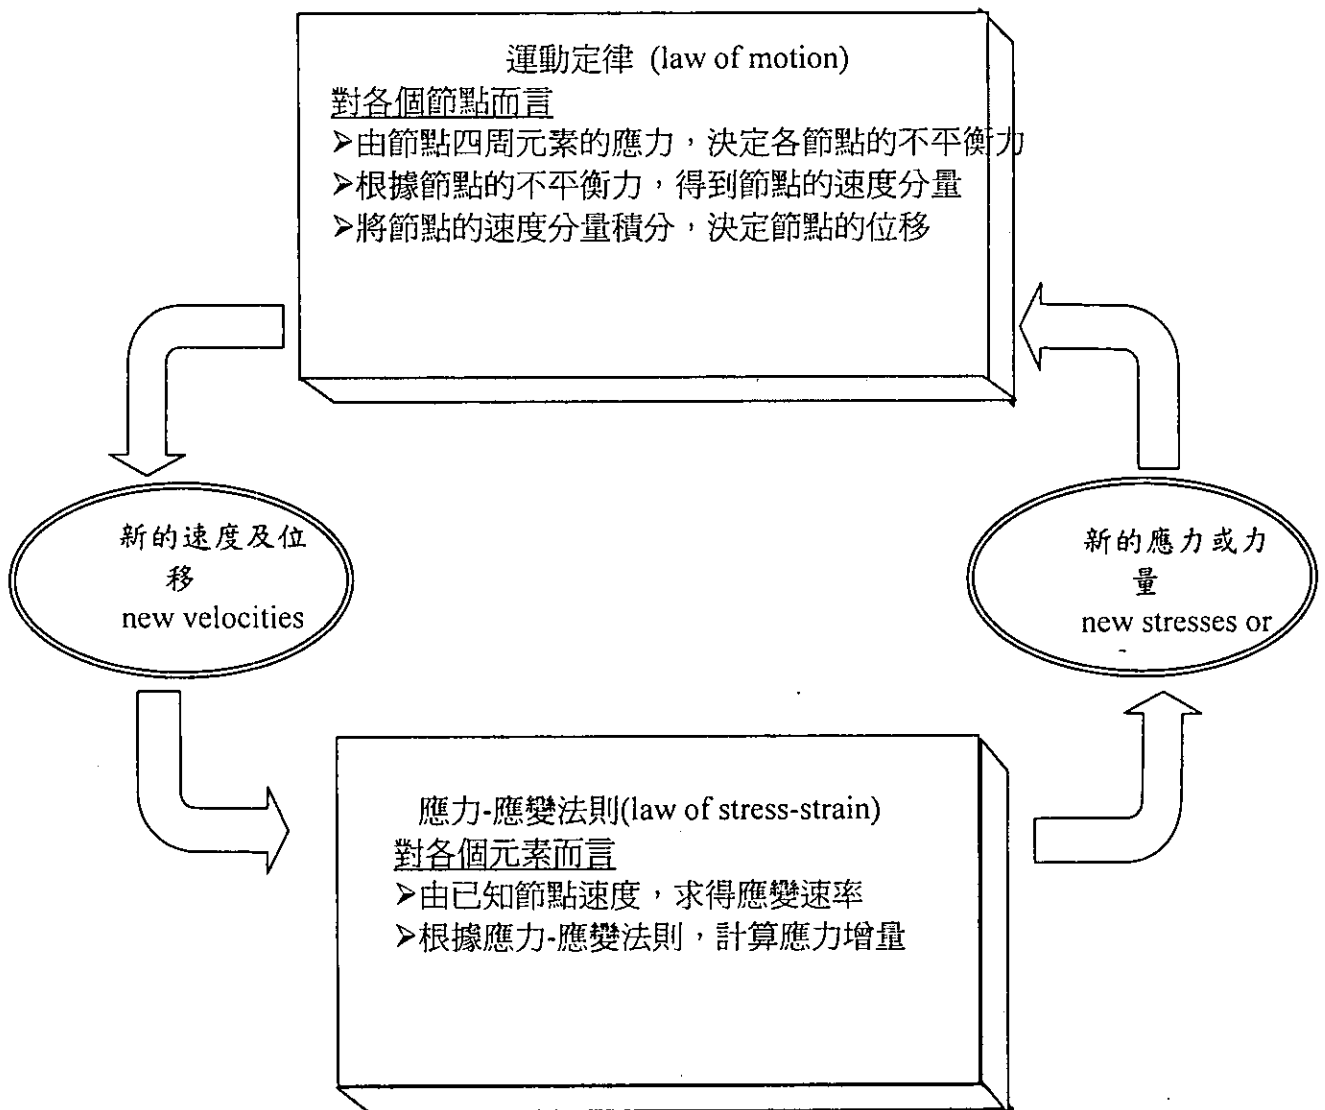 運動定律 (law of motion)
對各個節點而言
➤由節點四周元素的應力，決定各節點的不平衡力
➤根據節點的不平衡力，得到節點的速度分量
➤將節點的速度分量積分，決定節點的位移
新的速度及位
移
new velocities
新的應力或力
量
new stresses or
應力-應變法則(law of stress-strain)
對各個元素而言
➤由已知節點速度，求得應變速率
➤根據應力-應變法則，計算應力增量